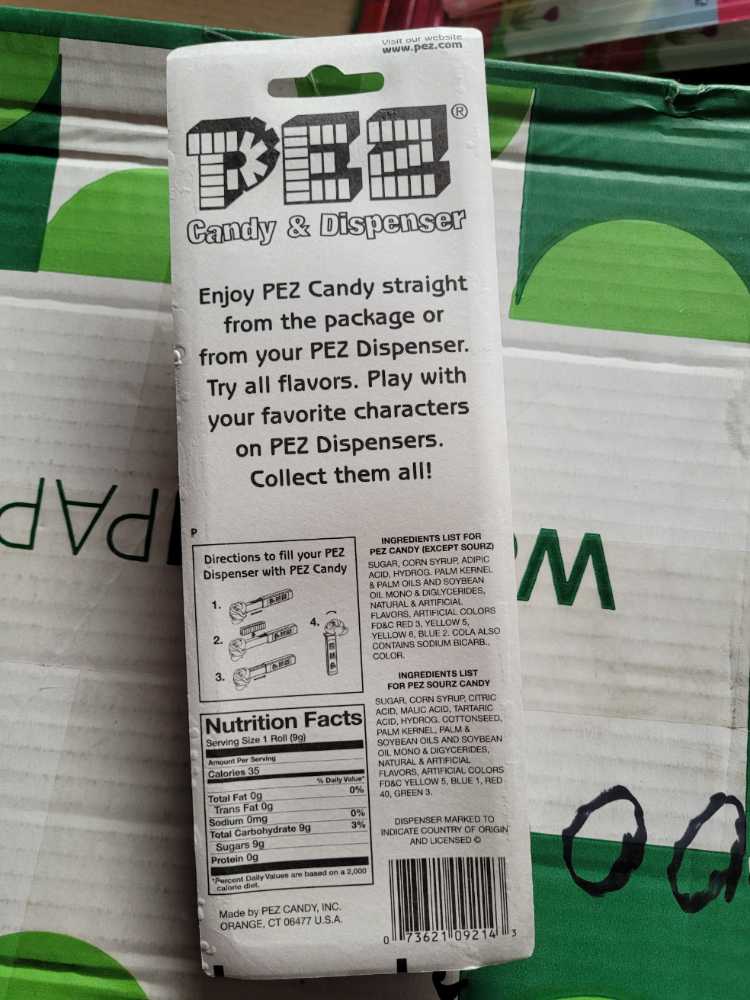 Visit our website
www.pez.com
PEZ®
Candy & Dispenser
Enjoy PEZ Candy straight
from the package or
from your PEZ Dispenser.
Try all flavors. Play with
your favorite characters
on PEZ Dispensers.
Collect them all!
P
Directions to fill your PEZ
Dispenser with PEZ Candy
1.
2.
3.
4.
INGREDIENTS LIST FOR
PEZ CANDY (EXCEPT SOURZ)
SUGAR, CORN SYRUP, ADIPIC
ACID, HYDROG. PALM KERNEL
& PALM OILS AND SOYBEAN
OIL MONO & DIGLYCERIDES,
NATURAL & ARTIFICIAL
FLAVORS, ARTIFICIAL COLORS
FD&C RED 3, YELLOW 5,
YELLOW 6, BLUE 2. COLA ALSO
CONTAINS SODIUM BICARB.,
COLOR.
INGREDIENTS LIST
FOR PEZ SOURZ CANDY
SUGAR, CORN SYRUP, CITRIC
ACID, MALIC ACID, TARTARIC
ACID, HYDROG. COTTONSEED,
PALM KERNEL, PALM &
SOYBEAN OILS AND SOYBEAN
OIL MONO & DIGYCERIDES,
NATURAL & ARTIFICIAL
FLAVORS, ARTIFICIAL COLORS
FD&C YELLOW 5, BLUE 1, RED
40, GREEN 3.
Nutrition Facts
Serving Size 1 Roll (9g)
Amount Per Serving
Calories 35
% Daily Value*
Total Fat 0g 0%
Trans Fat 0g
Sodium 0mg 0%
Total Carbohydrate 9g 3%
Sugars 9g
Protein 0g
*Percent Daily Values are based on a 2,000
calorie diet.
Made by PEZ CANDY, INC.
ORANGE, CT 06477 U.S.A.
DISPENSER MARKED TO
INDICATE COUNTRY OF ORIGIN
AND LICENSED ©
0 73621 09214 3
PAP